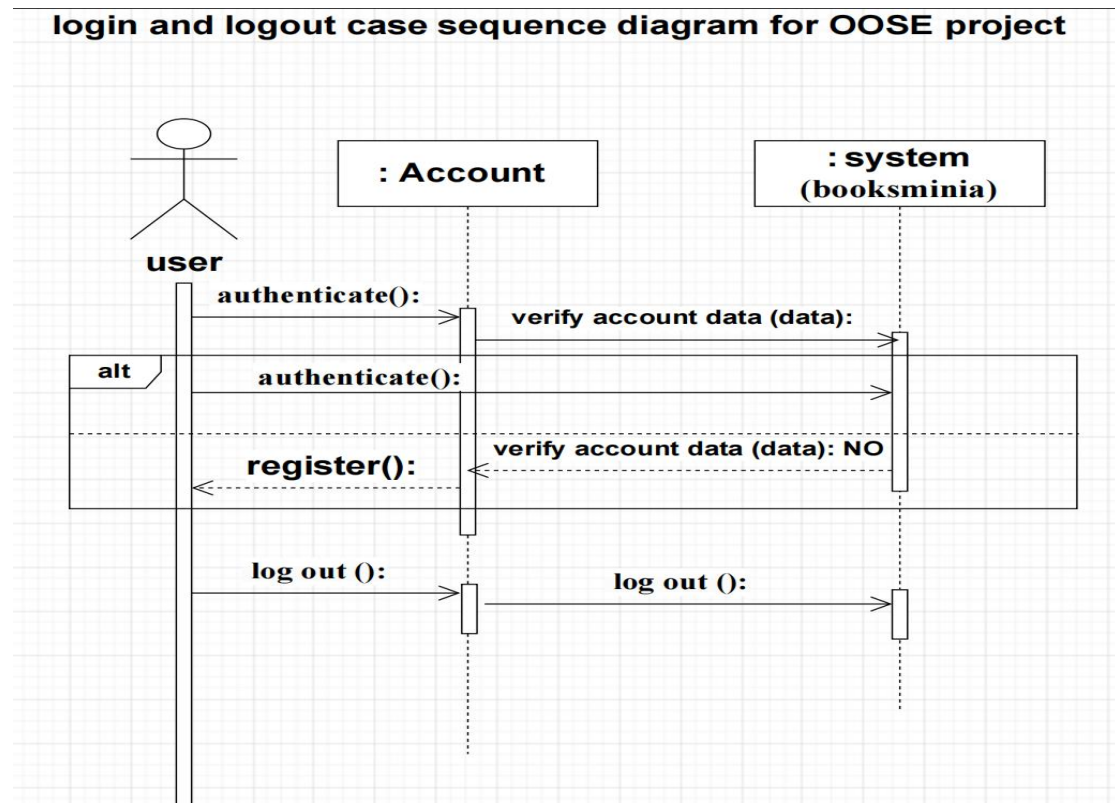 login and logout case sequence diagram for OOSE project
: Account
: system
(booksminia)
user
authenticate():
verify account data (data):
alt
authenticate():
verify account data (data): NO
register():
log out ():
log out ():